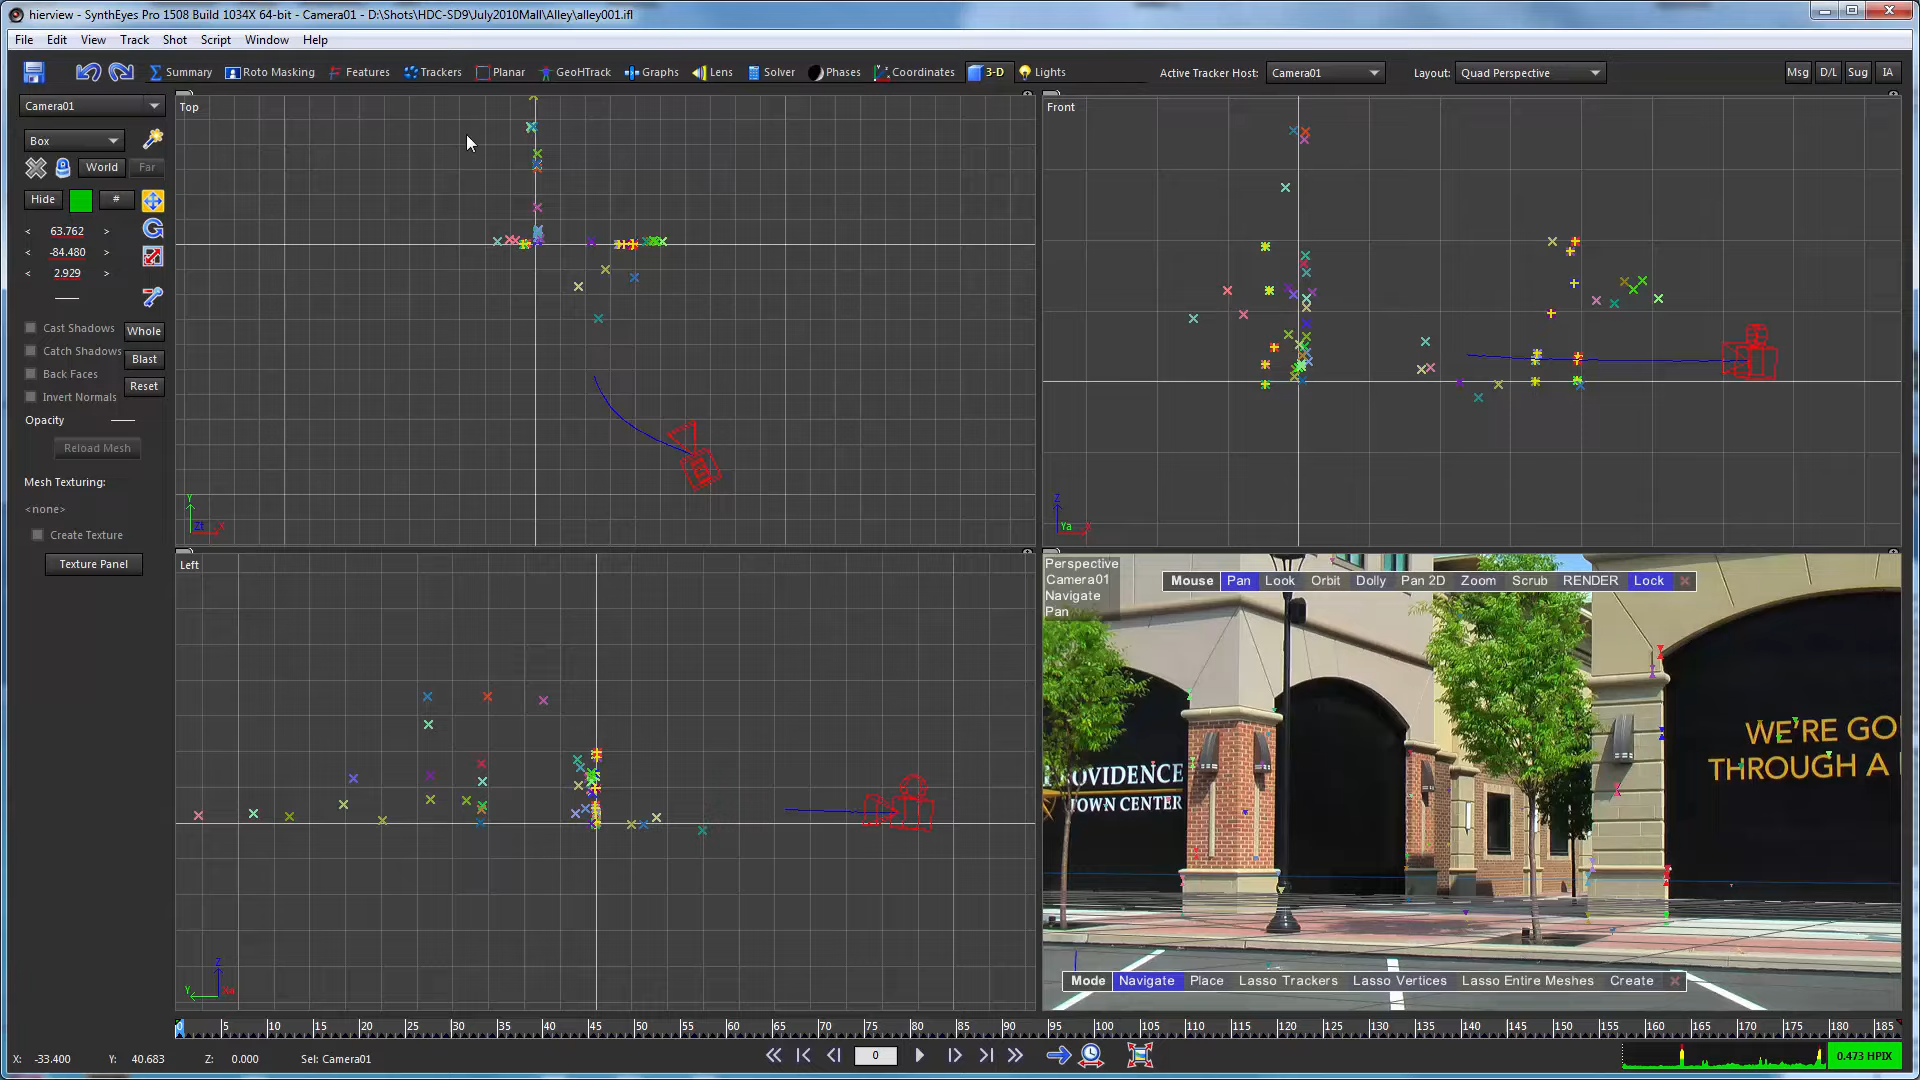 hierview - SynthEyes Pro 1508 Build 1034X 64-bit - Camera01 - D:\Shots\HDC-SD9\July2010Mall\Alley\alley001.ifl
File Edit View Track Shot Script Window Help
Summary Roto Masking Features Trackers Planar GeoHTrack Graphs Lens Solver Phases Coordinates 3-D Lights Active Tracker Host: Camera01 Layout: Quad Perspective Msg D/L Sug IA
Camera01
Box
World Far
Hide #
< 63.762 >
< -84.480 >
< 2.929 >
Cast Shadows Whole
Catch Shadows
Back Faces Blast
Invert Normals Reset
Opacity
Reload Mesh
Mesh Texturing:
<none>
Create Texture
Texture Panel
Top
Y
Zt X
Front
Z
Ya X
Left
Z
Y Xa
Perspective
Camera01
Navigate
Pan
Mouse Pan Look Orbit Dolly Pan 2D Zoom Scrub RENDER Lock
WE'RE GO
THROUGH A
OVIDENCE
TOWN CENTER
Mode Navigate Place Lasso Trackers Lasso Vertices Lasso Entire Meshes Create
0 5 10 15 20 25 30 35 40 45 50 55 60 65 70 75 80 85 90 95 100 105 110 115 120 125 130 135 140 145 150 155 160 165 170 175 180 185
X: -33.400 Y: 40.683 Z: 0.000 Sel: Camera01 0 0.473 HPIX